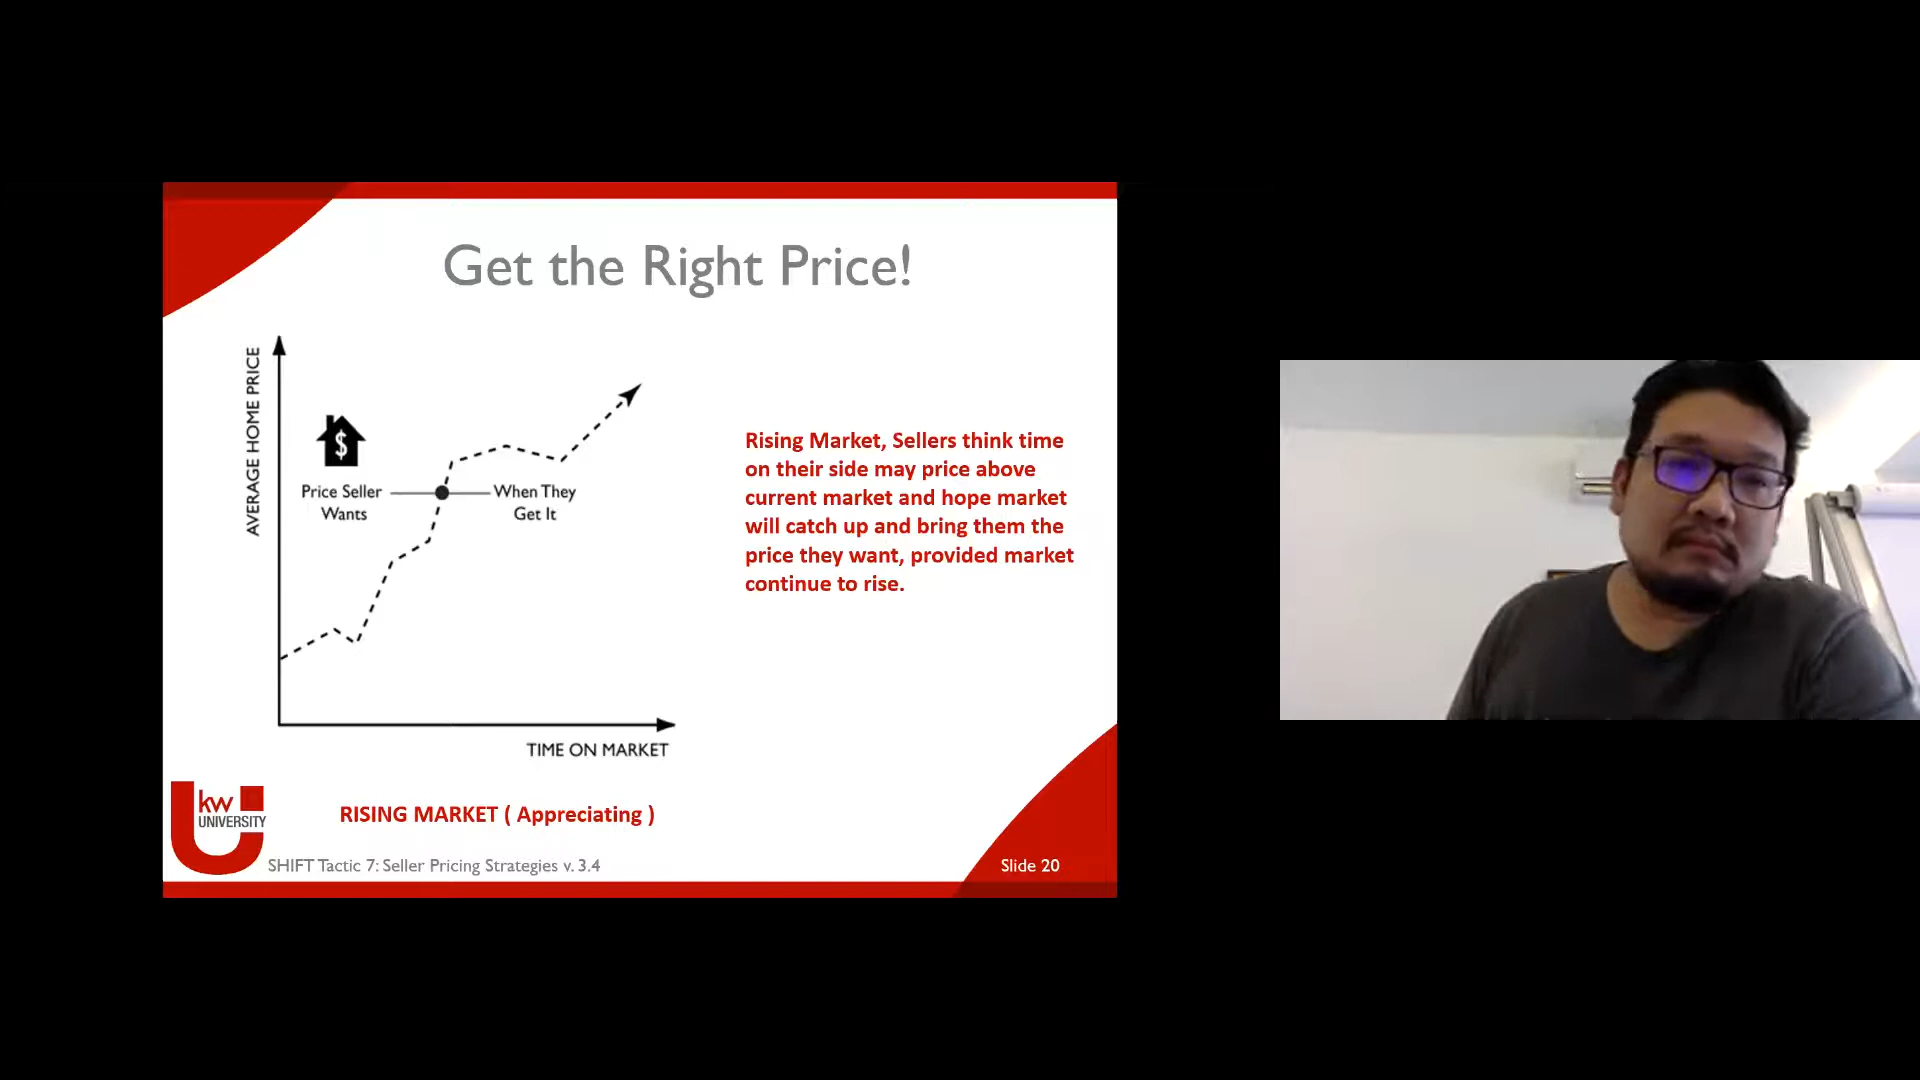 Get the Right Price!
AVERAGE HOME PRICE
$
Price Seller
Wants
When They
Get It
TIME ON MARKET
Rising Market, Sellers think time
on their side may price above
current market and hope market
will catch up and bring them the
price they want, provided market
continue to rise.
RISING MARKET ( Appreciating )
kw
UNIVERSITY
SHIFT Tactic 7: Seller Pricing Strategies v. 3.4
Slide 20